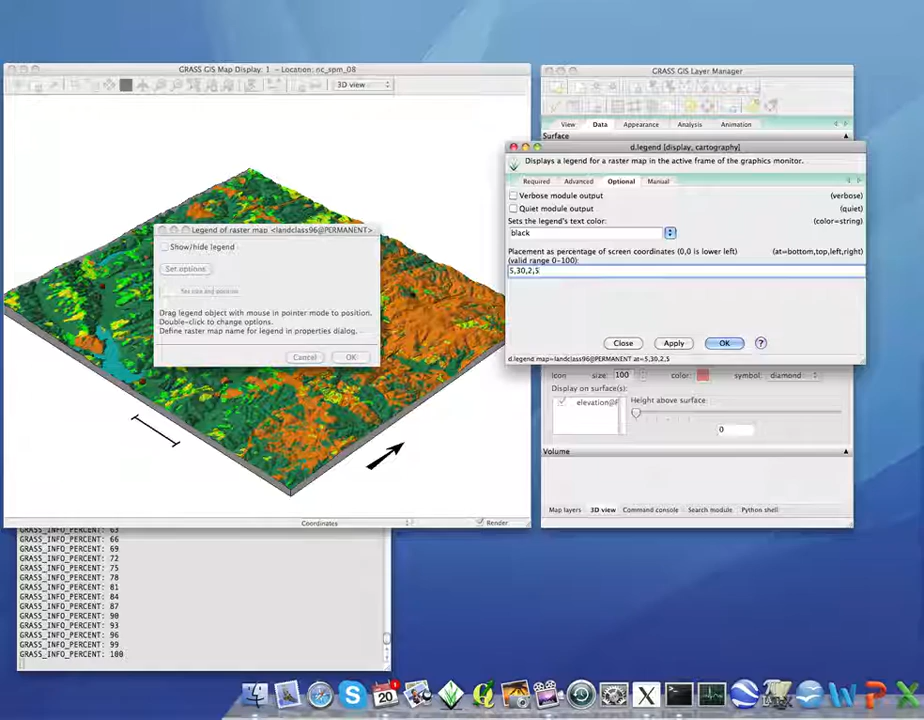 GRASS GIS Map Display: 1 - Location: nc_spm_08
3D view
Legend of raster map <landclass96@PERMANENT>
Show/hide legend
Set options
Set size and position
Drag legend object with mouse in pointer mode to position.
Double-click to change options.
Define raster map name for legend in properties dialog.
Cancel
OK
Coordinates
Render
GRASS_INFO_PERCENT: 63
GRASS_INFO_PERCENT: 66
GRASS_INFO_PERCENT: 69
GRASS_INFO_PERCENT: 72
GRASS_INFO_PERCENT: 75
GRASS_INFO_PERCENT: 78
GRASS_INFO_PERCENT: 81
GRASS_INFO_PERCENT: 84
GRASS_INFO_PERCENT: 87
GRASS_INFO_PERCENT: 90
GRASS_INFO_PERCENT: 93
GRASS_INFO_PERCENT: 96
GRASS_INFO_PERCENT: 99
GRASS_INFO_PERCENT: 100
GRASS GIS Layer Manager
View Data Appearance Analysis Animation
Surface
d.legend [display, cartography]
Displays a legend for a raster map in the active frame of the graphics monitor.
Required Advanced Optional Manual
Verbose module output (verbose)
Quiet module output (quiet)
Sets the legend's text color: (color=string)
black
Placement as percentage of screen coordinates (0,0 is lower left) (at=bottom,top,left,right)
(valid range 0-100):
5,30,2,5
Close Apply OK ?
d.legend map=landclass96@PERMANENT at=5,30,2,5
Icon size: 100 color: symbol: diamond
Display on surface(s):
Height above surface:
elevation@P
0
Volume
Map layers 3D view Command console Search module Python shell
20 1